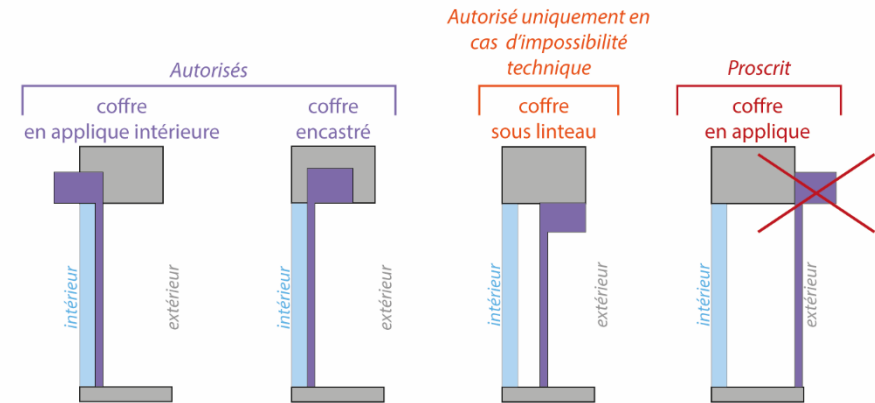 Autorisé uniquement en
cas d'impossibilité
technique
Autorisés
Proscrit
coffre
en applique intérieure
coffre
encastré
coffre
sous linteau
coffre
en applique
intérieur
extérieur
intérieur
extérieur
intérieur
extérieur
intérieur
extérieur